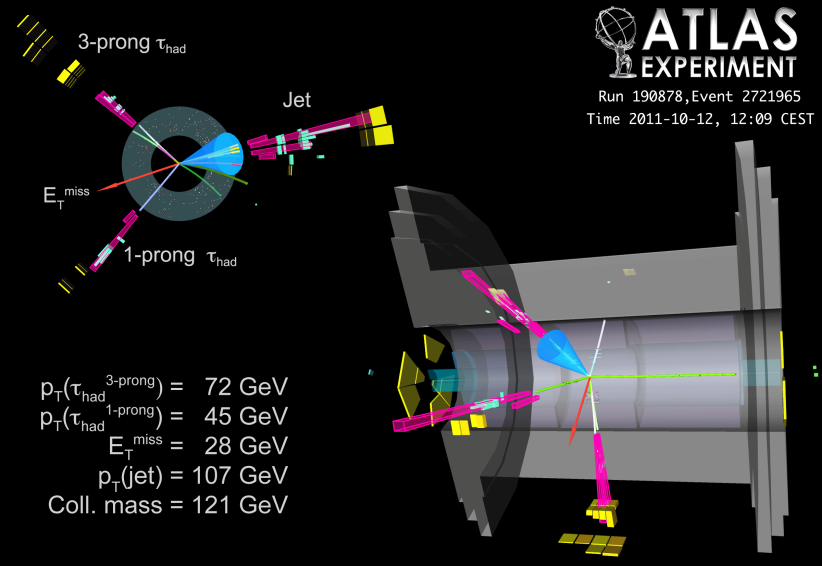 ATLAS
EXPERIMENT
Run 190878,Event 2721965
Time 2011-10-12, 12:09 CEST
3-prong τhad
Jet
ETmiss
1-prong τhad
pT(τhad3-prong) = 72 GeV
pT(τhad1-prong) = 45 GeV
ETmiss = 28 GeV
pT(jet) = 107 GeV
Coll. mass = 121 GeV